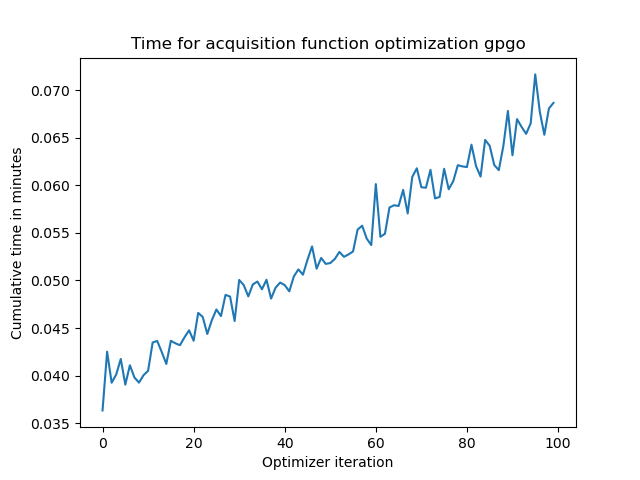 Time for acquisition function optimization gpgo
0.070
0.065
0.060
0.055
0.050
0.045
0.040
0.035
Cumulative time in minutes
0 20 40 60 80 100
Optimizer iteration